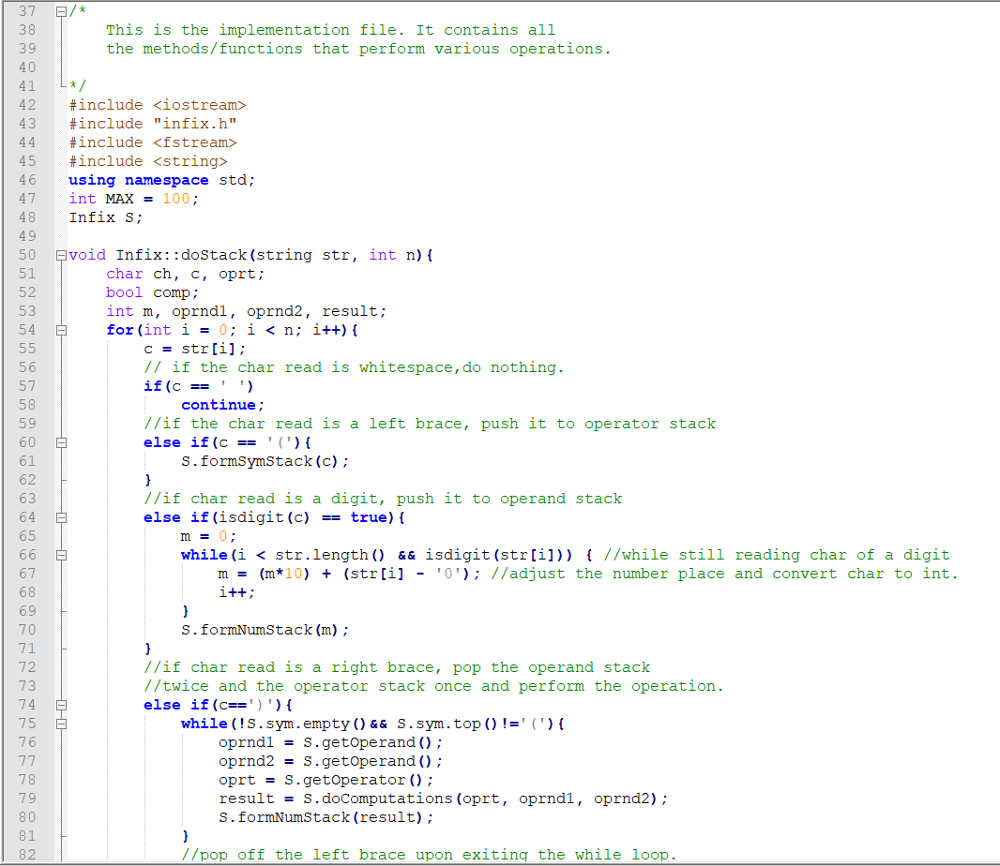 37 /*
38 This is the implementation file. It contains all
39 the methods/functions that perform various operations.
40
41 */
42 #include <iostream>
43 #include "infix.h"
44 #include <fstream>
45 #include <string>
46 using namespace std;
47 int MAX = 100;
48 Infix S;
49
50 void Infix::doStack(string str, int n){
51 char ch, c, oprt;
52 bool comp;
53 int m, oprnd1, oprnd2, result;
54 for(int i = 0; i < n; i++){
55 c = str[i];
56 // if the char read is whitespace,do nothing.
57 if(c == ' ')
58 continue;
59 //if the char read is a left brace, push it to operator stack
60 else if(c == '('){
61 S.formSymStack(c);
62 }
63 //if char read is a digit, push it to operand stack
64 else if(isdigit(c) == true){
65 m = 0;
66 while(i < str.length() && isdigit(str[i])) { //while still reading char of a digit
67 m = (m*10) + (str[i] - '0'); //adjust the number place and convert char to int.
68 i++;
69 }
70 S.formNumStack(m);
71 }
72 //if char read is a right brace, pop the operand stack
73 //twice and the operator stack once and perform the operation.
74 else if(c==')'){
75 while(!S.sym.empty()&& S.sym.top()!='('){
76 oprnd1 = S.getOperand();
77 oprnd2 = S.getOperand();
78 oprt = S.getOperator();
79 result = S.doComputations(oprt, oprnd1, oprnd2);
80 S.formNumStack(result);
81 }
82 //pop off the left brace upon exiting the while loop.